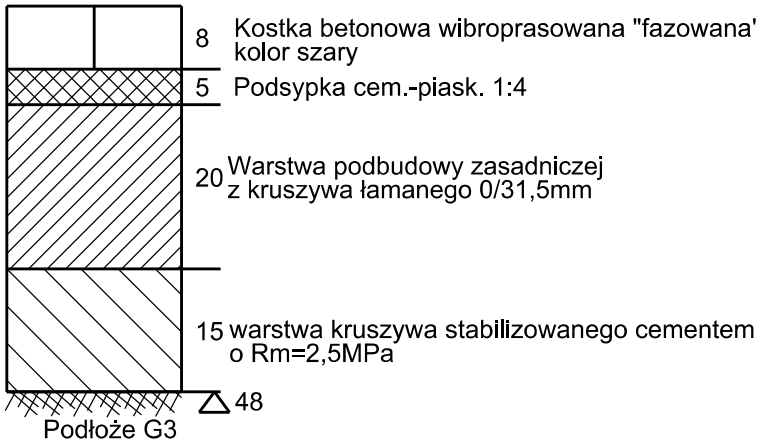 8 Kostka betonowa wibroprasowana "fazowana'
kolor szary
5 Podsypka cem.-piask. 1:4
20 Warstwa podbudowy zasadniczej
z kruszywa łamanego 0/31,5mm
15 warstwa kruszywa stabilizowanego cementem
o Rm=2,5MPa
48
Podłoże G3